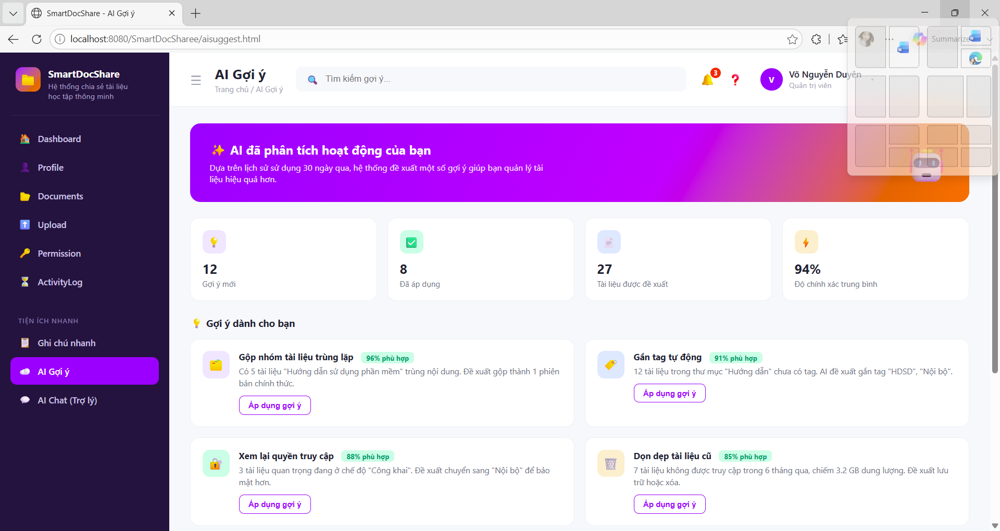 SmartDocShare - AI Gợi ý
localhost:8080/SmartDocSharee/aisuggest.html
Summarize
SmartDocShare
Hệ thống chia sẻ tài liệu
học tập thông minh
Dashboard
Profile
Documents
Upload
Permission
ActivityLog
TIỆN ÍCH NHANH
Ghi chú nhanh
AI Gợi ý
AI Chat (Trợ lý)
AI Gợi ý
Trang chủ / AI Gợi ý
Tìm kiếm gợi ý...
3
V
Võ Nguyễn Duyên
Quản trị viên
✨ AI đã phân tích hoạt động của bạn
Dựa trên lịch sử sử dụng 30 ngày qua, hệ thống đề xuất một số gợi ý giúp bạn quản lý tài
liệu hiệu quả hơn.
12
Gợi ý mới
8
Đã áp dụng
27
Tài liệu được đề xuất
94%
Độ chính xác trung bình
Gợi ý dành cho bạn
Gộp nhóm tài liệu trùng lặp 96% phù hợp
Có 5 tài liệu "Hướng dẫn sử dụng phần mềm" trùng nội dung. Đề xuất gộp thành 1 phiên
bản chính thức.
Áp dụng gợi ý
Gắn tag tự động 91% phù hợp
12 tài liệu trong thư mục "Hướng dẫn" chưa có tag. AI đề xuất gắn tag "HDSD", "Nội bộ".
Áp dụng gợi ý
Xem lại quyền truy cập 88% phù hợp
3 tài liệu quan trọng đang ở chế độ "Công khai". Đề xuất chuyển sang "Nội bộ" để bảo
mật hơn.
Áp dụng gợi ý
Dọn dẹp tài liệu cũ 85% phù hợp
7 tài liệu không được truy cập trong 6 tháng qua, chiếm 3.2 GB dung lượng. Đề xuất lưu
trữ hoặc xóa.
Áp dụng gợi ý